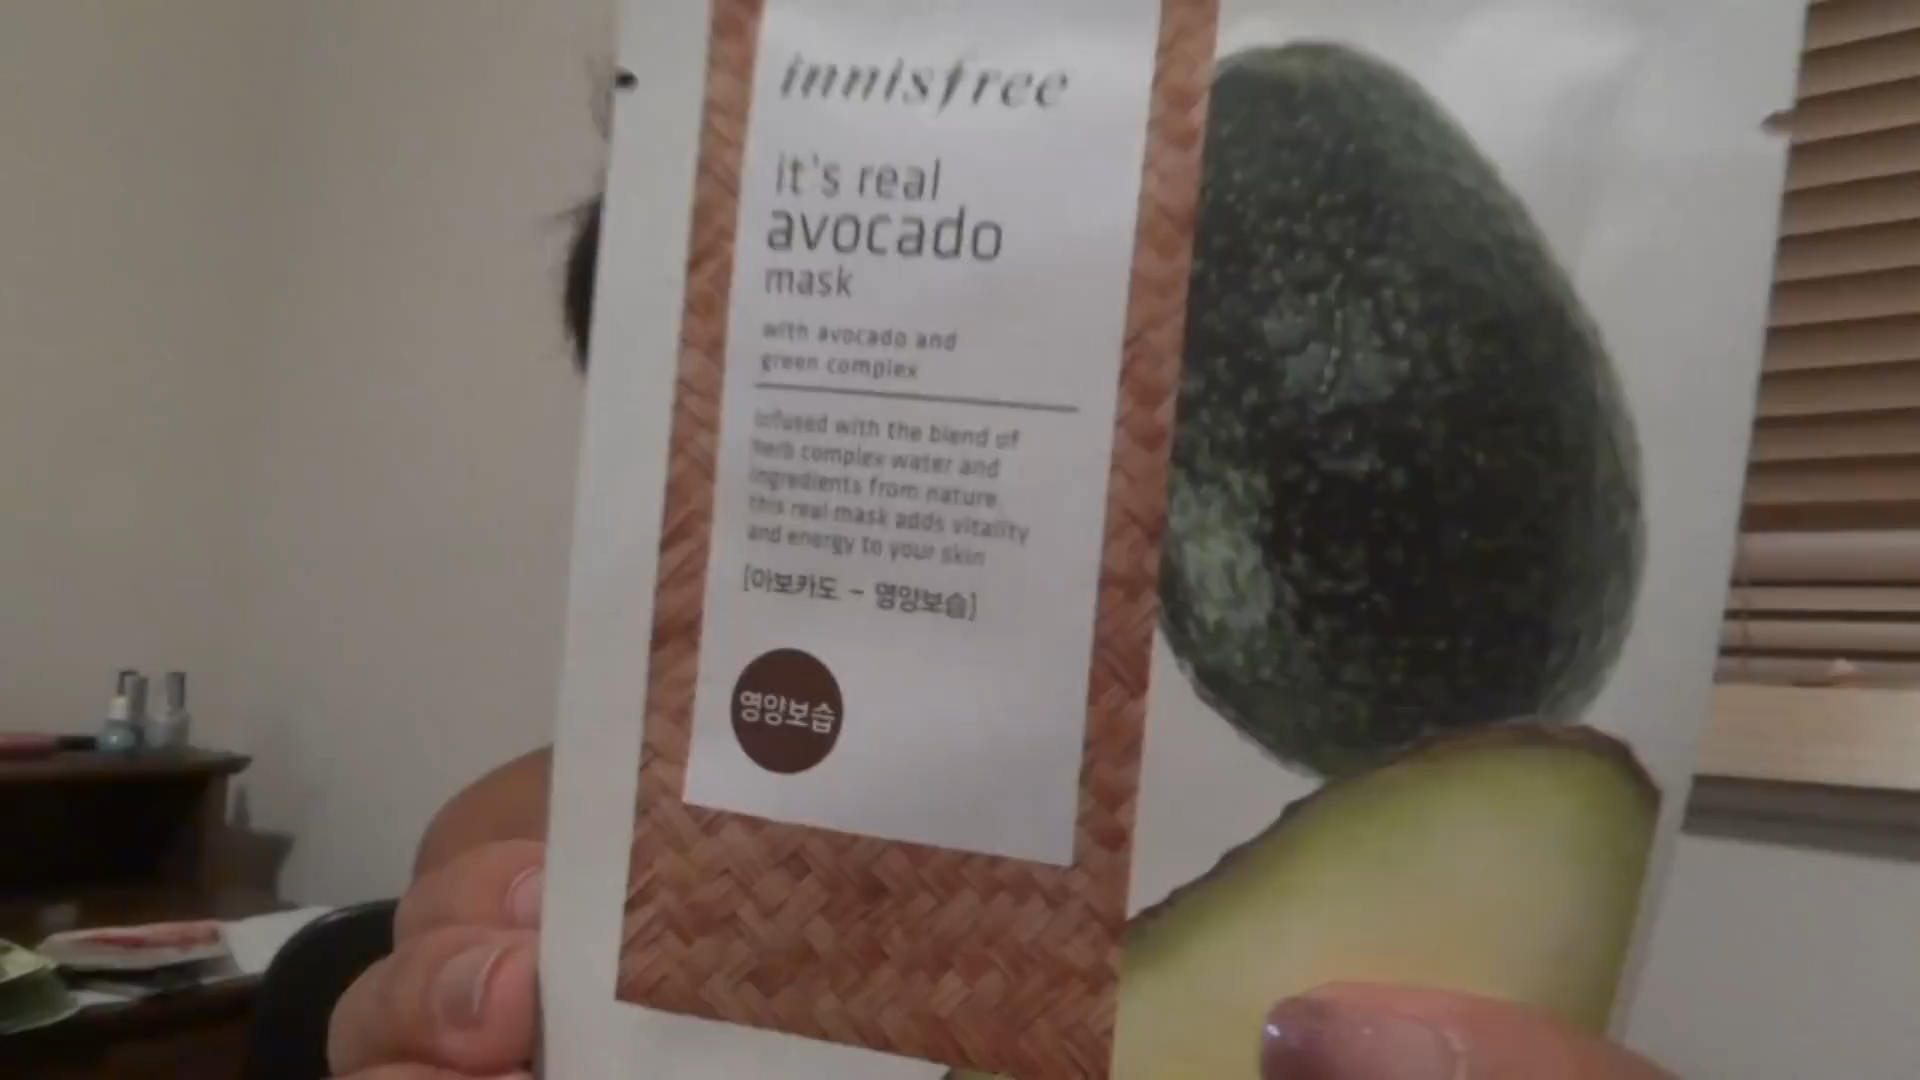 innisfree
it's real
avocado
mask
with avocado and
green complex
infused with the blend of
herb complex water and
ingredients from nature,
this real mask adds vitality
and energy to your skin
[아보카도 - 영양보습]
영양보습